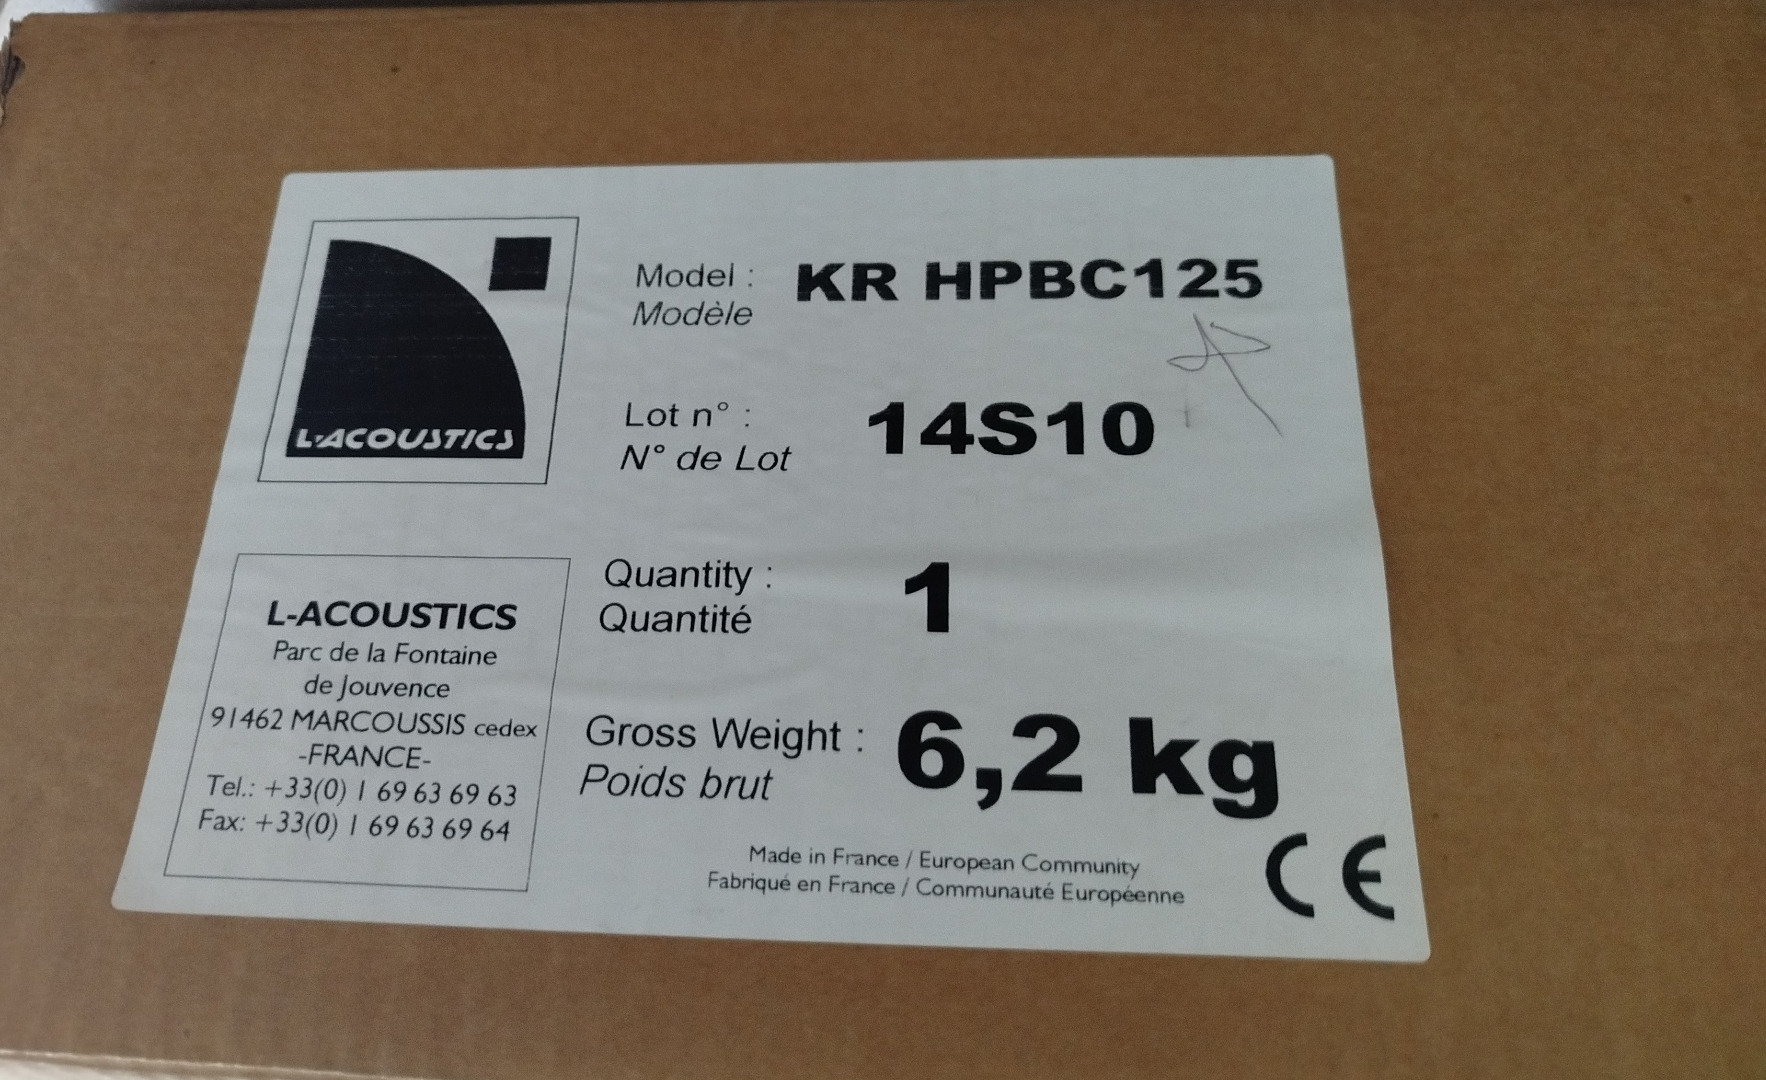 L-ACOUSTICS
Model : KR HPBC125
Modèle
Lot n° : 14S10
N° de Lot
Quantity : 1
Quantité
Gross Weight : 6,2 kg
Poids brut
L-ACOUSTICS
Parc de la Fontaine
de Jouvence
91462 MARCOUSSIS cedex
-FRANCE-
Tel.: +33(0) 1 69 63 69 63
Fax: +33(0) 1 69 63 69 64
Made in France / European Community
Fabriqué en France / Communauté Européenne
CE